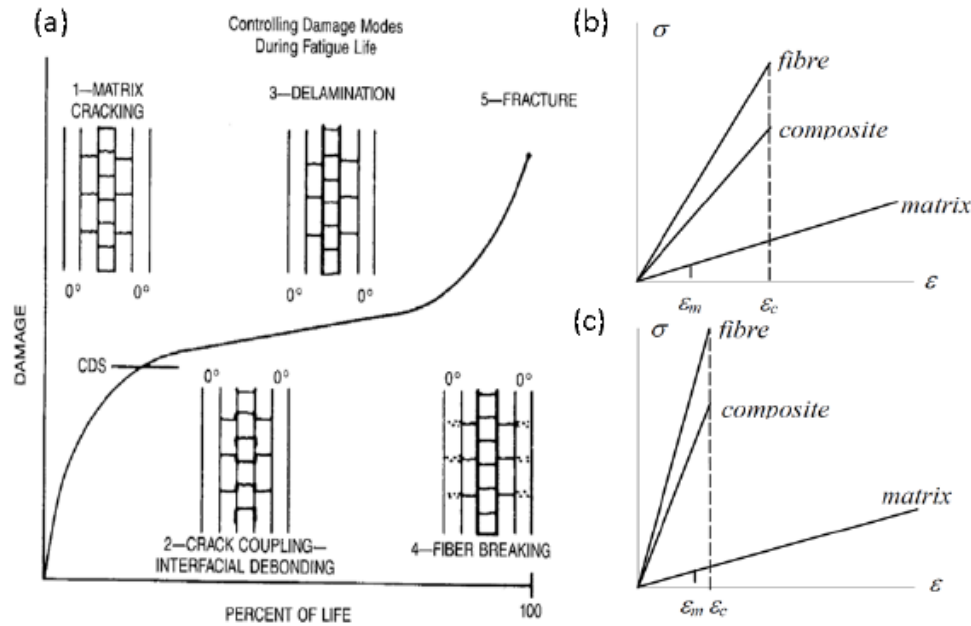 (a)
Controlling Damage Modes
During Fatigue Life
1—MATRIX
CRACKING
3—DELAMINATION
5—FRACTURE
0° 0°
0° 0°
CDS
0° 0°
0° 0°
2—CRACK COUPLING—
INTERFACIAL DEBONDING
4—FIBER BREAKING
DAMAGE
PERCENT OF LIFE
100
(b)
σ
fibre
composite
matrix
ε
εm
εc
(c)
σ
fibre
composite
matrix
ε
εm εc